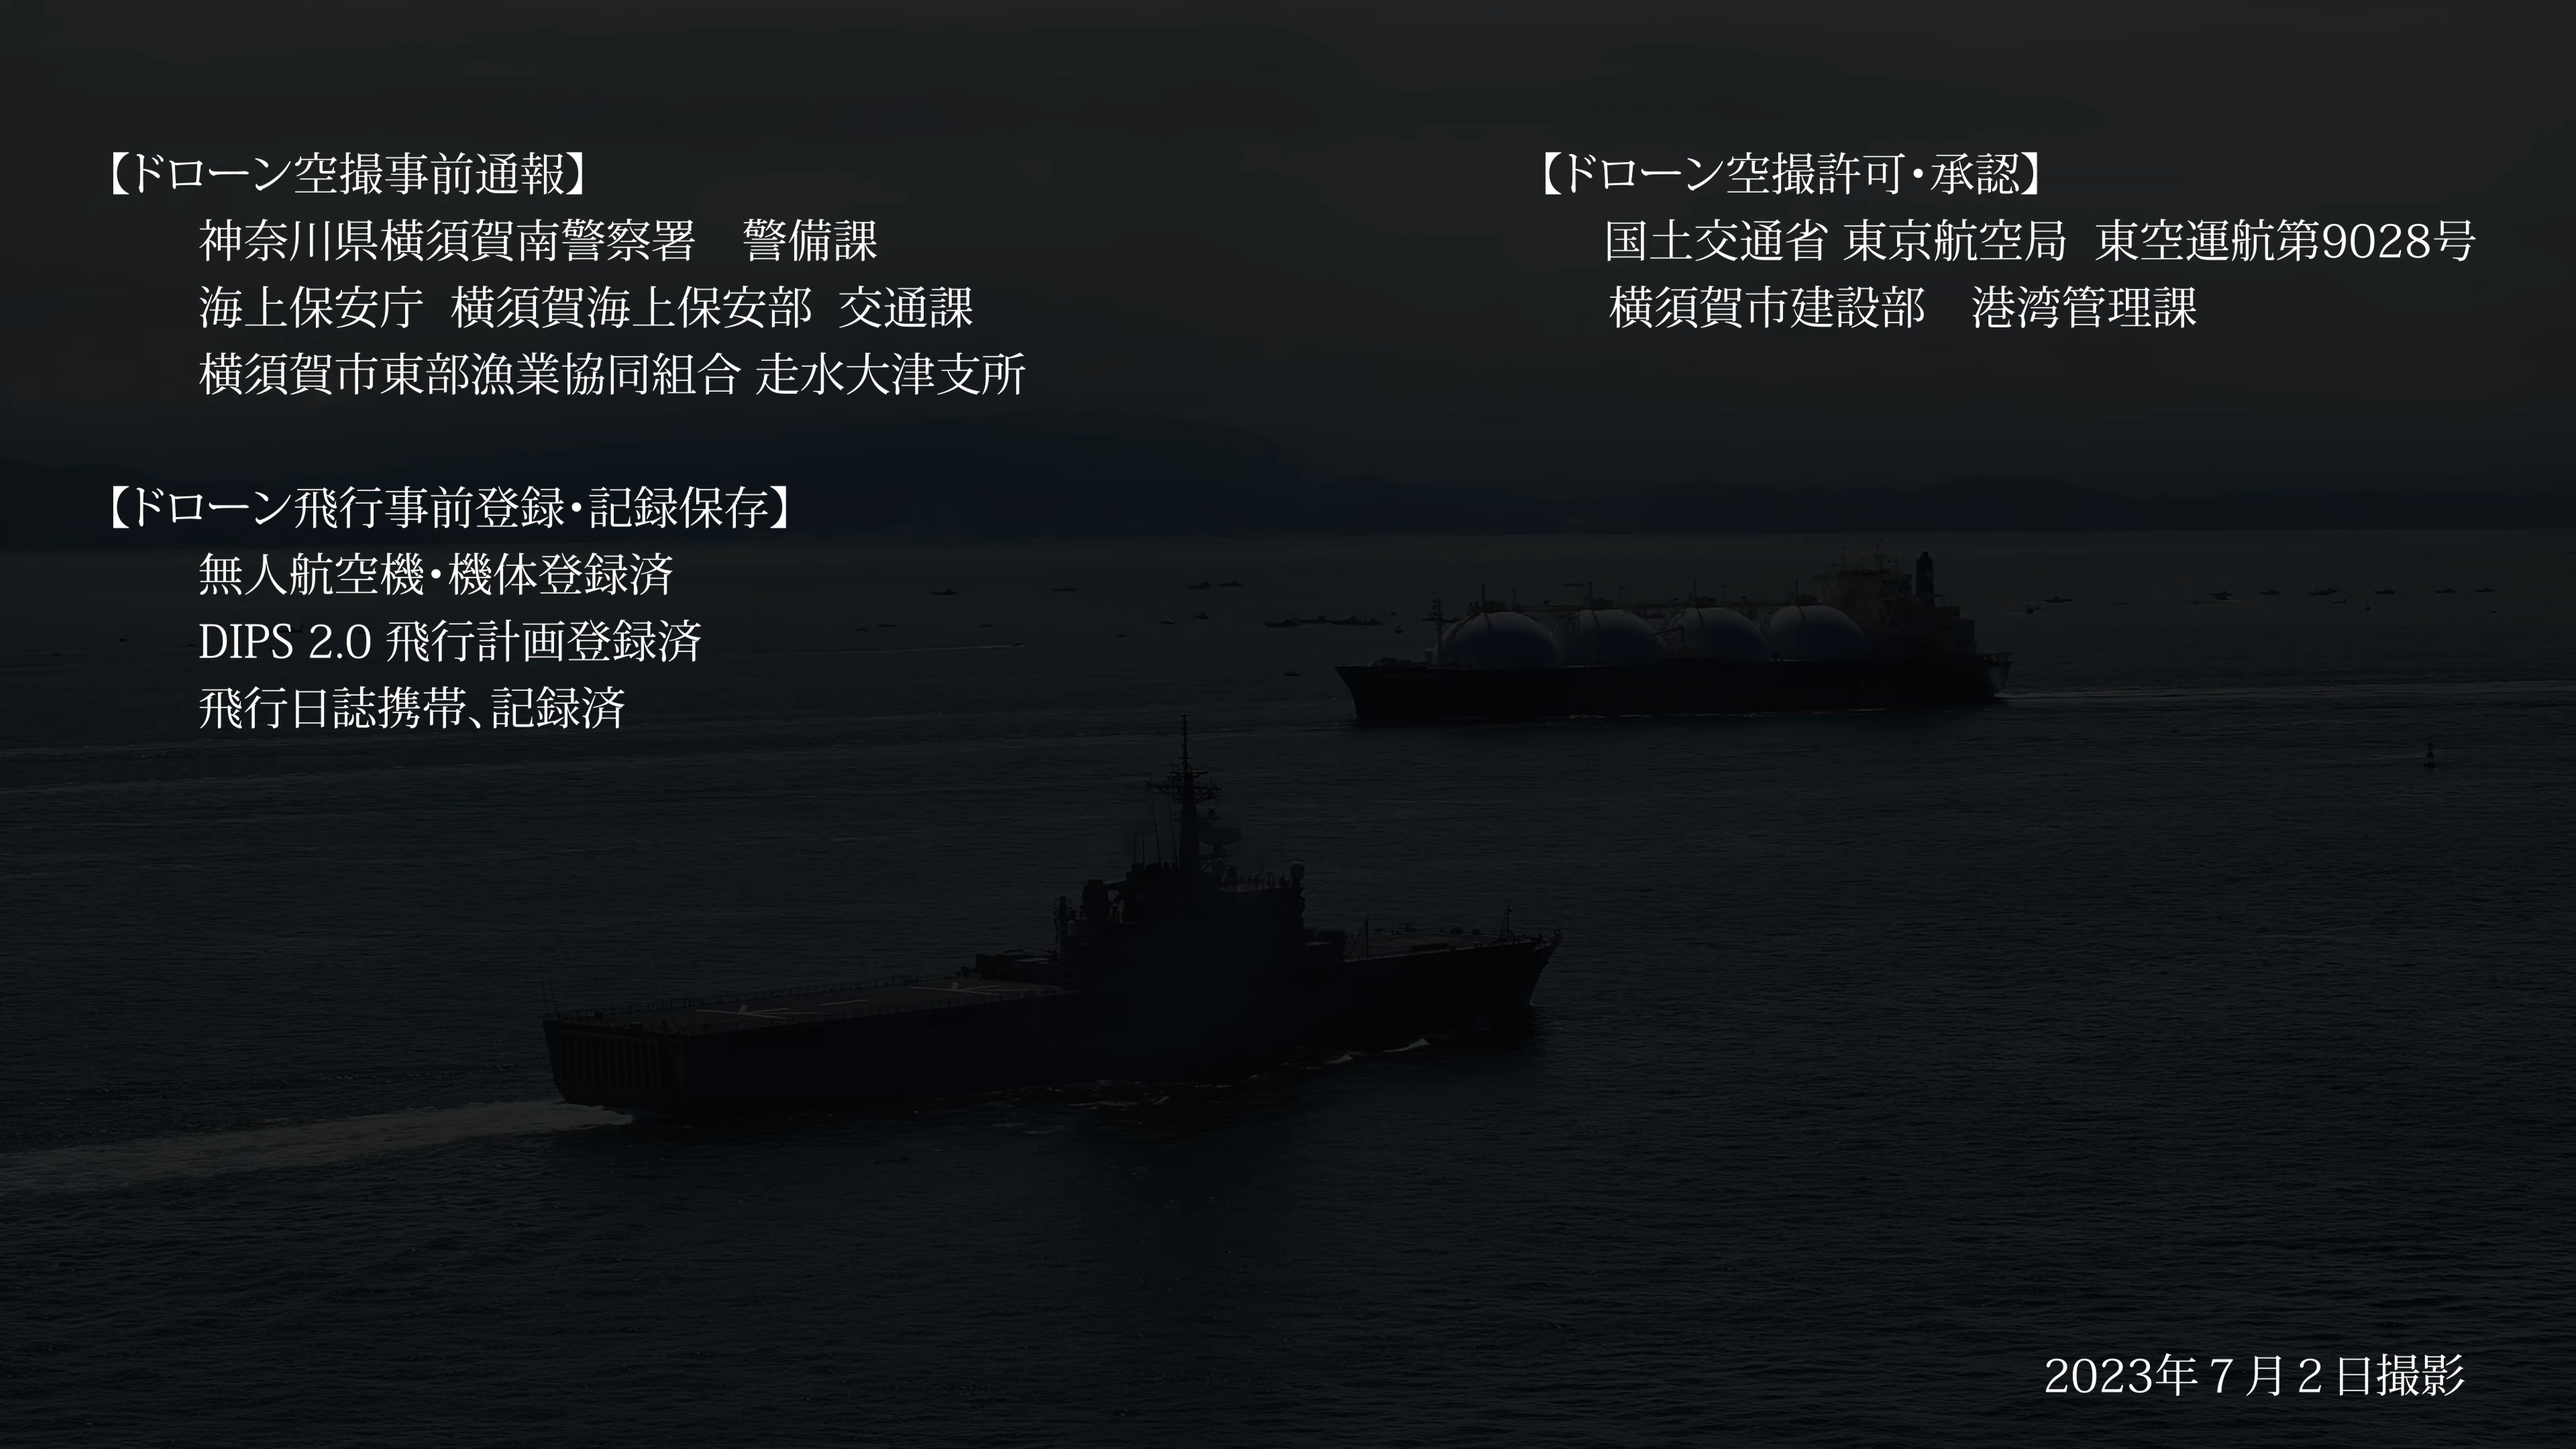 【ドローン空撮事前通報】
神奈川県横須賀南警察署　警備課
海上保安庁 横須賀海上保安部 交通課
横須賀市東部漁業協同組合 走水大津支所
【ドローン飛行事前登録・記録保存】
無人航空機・機体登録済
DIPS 2.0 飛行計画登録済
飛行日誌携帯、記録済
【ドローン空撮許可・承認】
国土交通省 東京航空局 東空運航第9028号
横須賀市建設部　港湾管理課
2023年７月２日撮影